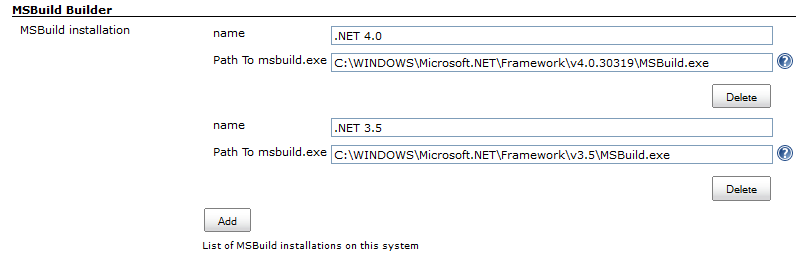 MSBuild Builder
MSBuild installation
name
.NET 4.0
Path To msbuild.exe
C:\WINDOWS\Microsoft.NET\Framework\v4.0.30319\MSBuild.exe
?
Delete
name
.NET 3.5
Path To msbuild.exe
C:\WINDOWS\Microsoft.NET\Framework\v3.5\MSBuild.exe
?
Delete
Add
List of MSBuild installations on this system